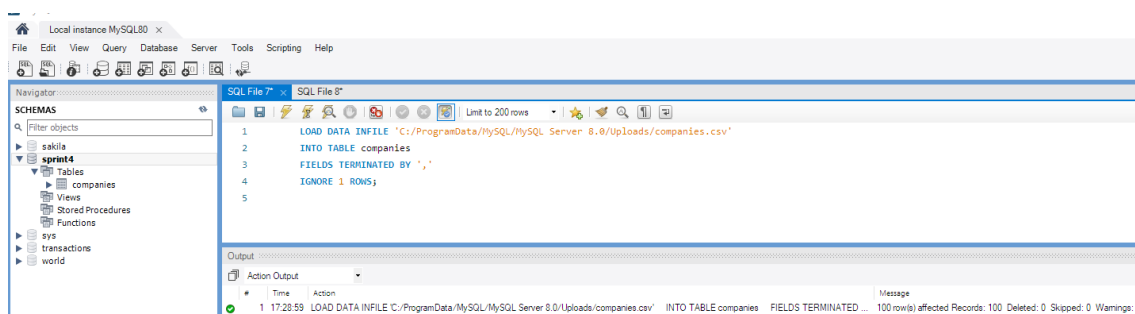 Local instance MySQL80 ×
File Edit View Query Database Server Tools Scripting Help
Navigator
SCHEMAS
Filter objects
sakila
sprint4
Tables
companies
Views
Stored Procedures
Functions
sys
transactions
world
SQL File 7* × SQL File 8*
Limit to 200 rows
1 LOAD DATA INFILE 'C:/ProgramData/MySQL/MySQL Server 8.0/Uploads/companies.csv'
2 INTO TABLE companies
3 FIELDS TERMINATED BY ','
4 IGNORE 1 ROWS;
5
Output
Action Output
# Time Action Message
1 17:28:59 LOAD DATA INFILE 'C:/ProgramData/MySQL/MySQL Server 8.0/Uploads/companies.csv' INTO TABLE companies FIELDS TERMINATED ... 100 row(s) affected Records: 100 Deleted: 0 Skipped: 0 Warnings: